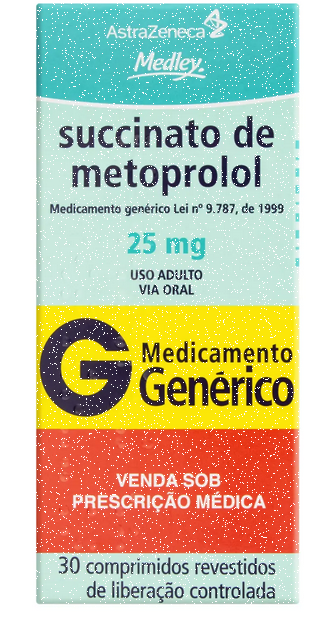 AstraZeneca
Medley
succinato de
metoprolol
Medicamento genérico Lei nº 9.787, de 1999
25 mg
USO ADULTO
VIA ORAL
G Medicamento
Genérico
VENDA SOB
PRESCRIÇÃO MÉDICA
30 comprimidos revestidos
de liberação controlada